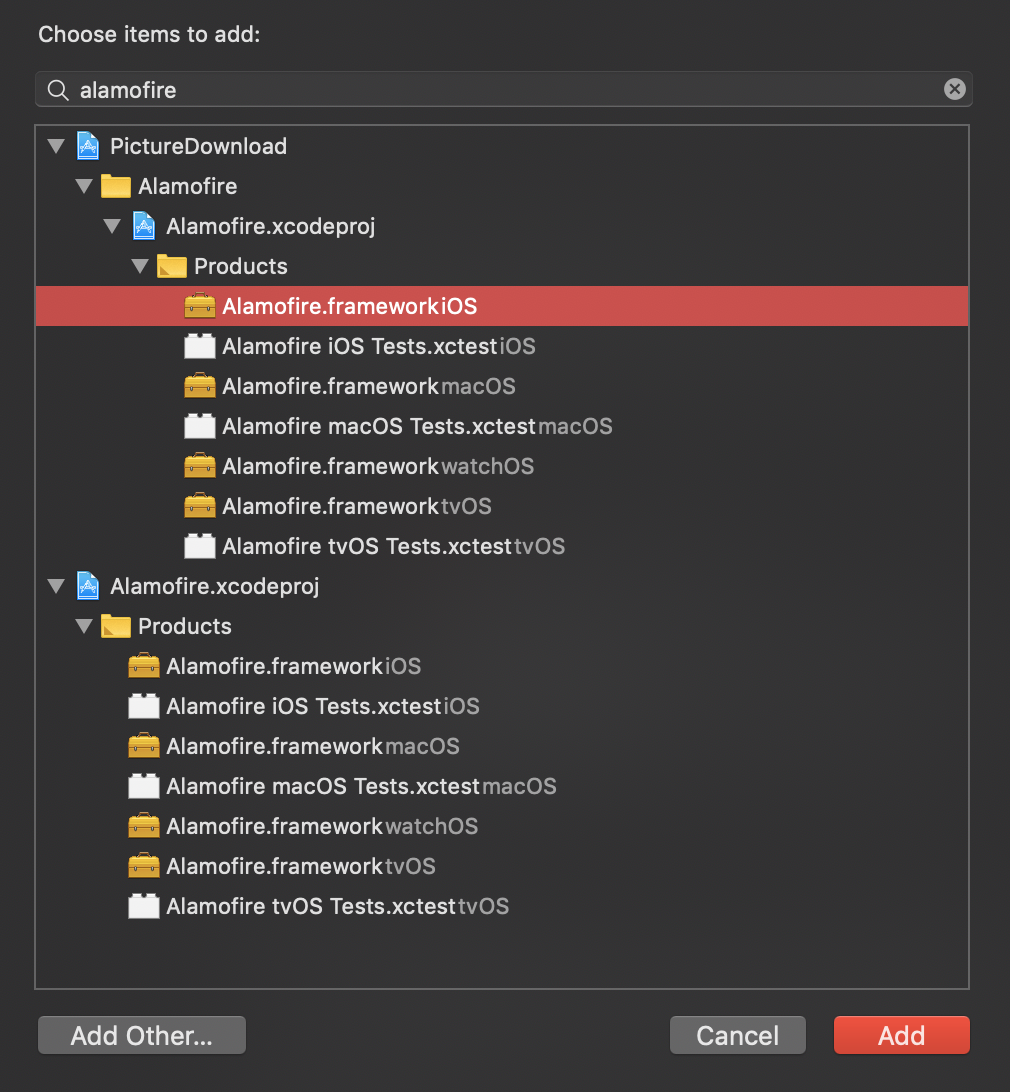 Choose items to add:
alamofire
PictureDownload
Alamofire
Alamofire.xcodeproj
Products
Alamofire.framework iOS
Alamofire iOS Tests.xctest iOS
Alamofire.framework macOS
Alamofire macOS Tests.xctest macOS
Alamofire.framework watchOS
Alamofire.framework tvOS
Alamofire tvOS Tests.xctest tvOS
Alamofire.xcodeproj
Products
Alamofire.framework iOS
Alamofire iOS Tests.xctest iOS
Alamofire.framework macOS
Alamofire macOS Tests.xctest macOS
Alamofire.framework watchOS
Alamofire.framework tvOS
Alamofire tvOS Tests.xctest tvOS
Add Other... Cancel Add